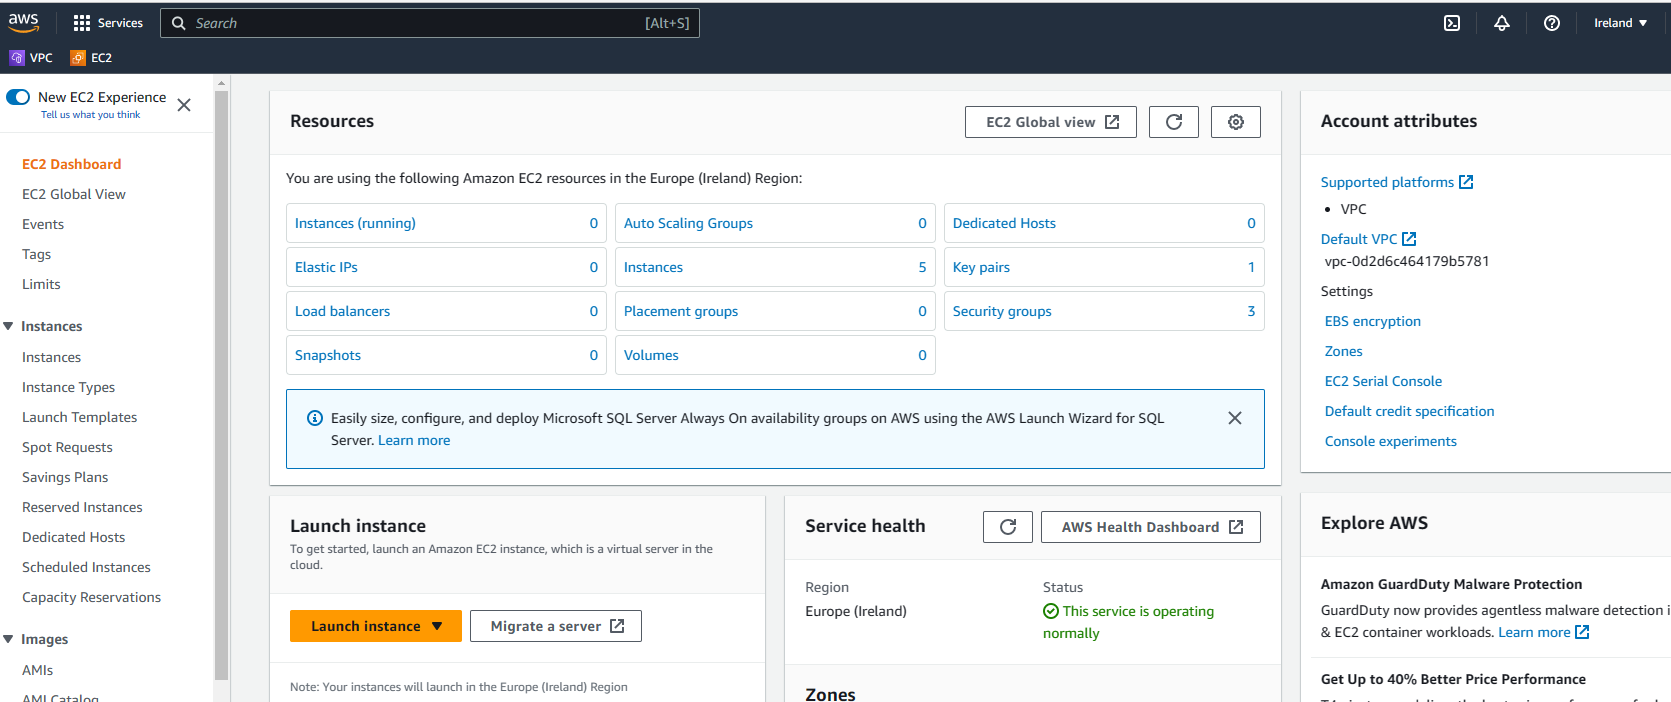 aws
Services
Search
[Alt+S]
Ireland
VPC
EC2
New EC2 Experience
Tell us what you think
EC2 Dashboard
EC2 Global View
Events
Tags
Limits
Instances
Instances
Instance Types
Launch Templates
Spot Requests
Savings Plans
Reserved Instances
Dedicated Hosts
Scheduled Instances
Capacity Reservations
Images
AMIs
AMI Catalog
Resources
EC2 Global view
You are using the following Amazon EC2 resources in the Europe (Ireland) Region:
Instances (running) 0
Auto Scaling Groups 0
Dedicated Hosts 0
Elastic IPs 0
Instances 5
Key pairs 1
Load balancers 0
Placement groups 0
Security groups 3
Snapshots 0
Volumes 0
Easily size, configure, and deploy Microsoft SQL Server Always On availability groups on AWS using the AWS Launch Wizard for SQL
Server. Learn more
Launch instance
To get started, launch an Amazon EC2 instance, which is a virtual server in the
cloud.
Launch instance
Migrate a server
Note: Your instances will launch in the Europe (Ireland) Region
Service health
AWS Health Dashboard
Region
Europe (Ireland)
Status
This service is operating
normally
Zones
Account attributes
Supported platforms
• VPC
Default VPC
vpc-0d2d6c464179b5781
Settings
EBS encryption
Zones
EC2 Serial Console
Default credit specification
Console experiments
Explore AWS
Amazon GuardDuty Malware Protection
GuardDuty now provides agentless malware detection i
& EC2 container workloads. Learn more
Get Up to 40% Better Price Performance